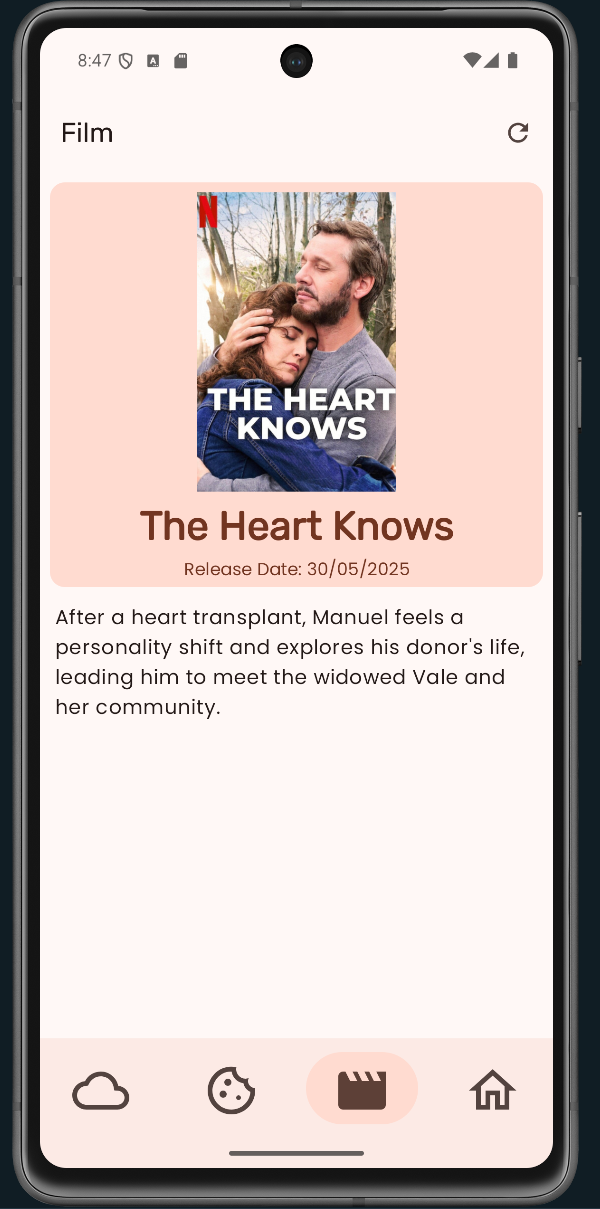 8:47
Film
N
THE HEART
KNOWS
The Heart Knows
Release Date: 30/05/2025
After a heart transplant, Manuel feels a
personality shift and explores his donor's life,
leading him to meet the widowed Vale and
her community.